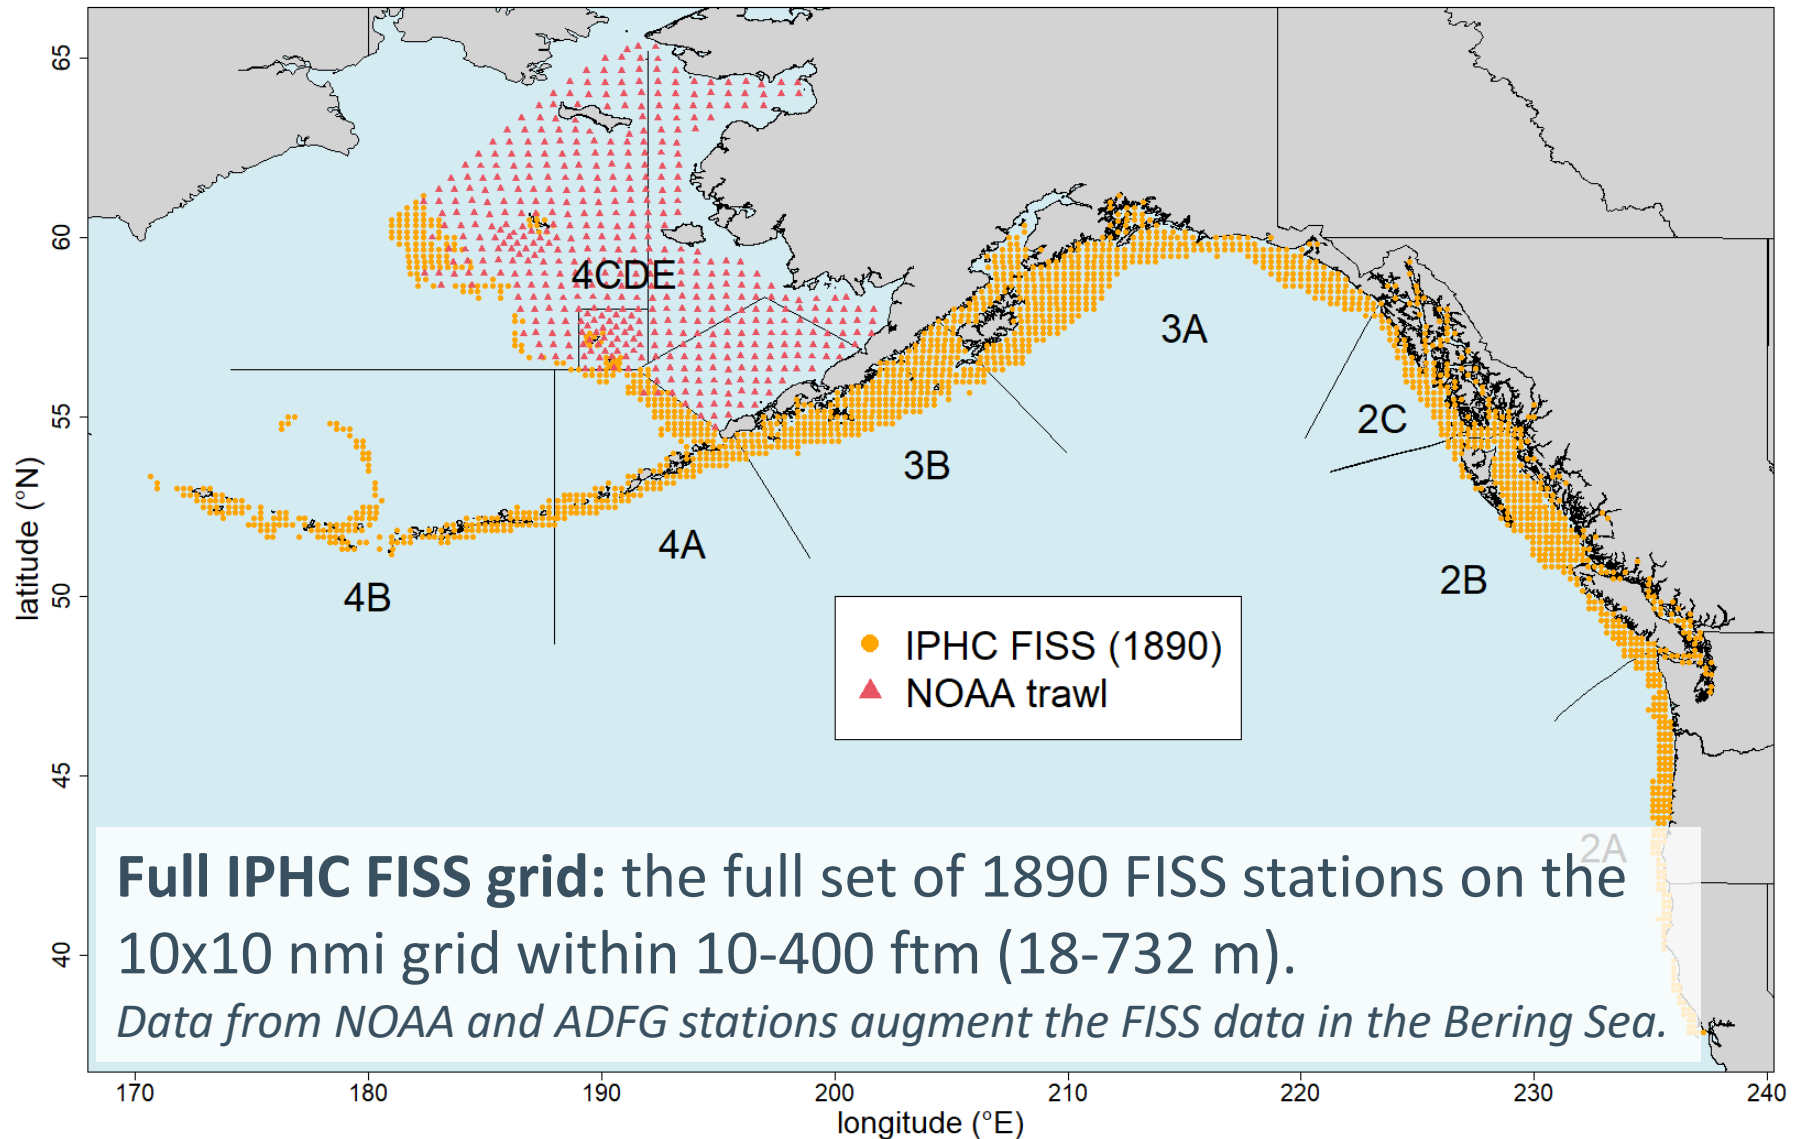 65
60
55
50
45
40
latitude (°N)
4CDE
3A
2C
3B
4A
2B
4B
IPHC FISS (1890)
NOAA trawl
2A
Full IPHC FISS grid: the full set of 1890 FISS stations on the
10x10 nmi grid within 10-400 ftm (18-732 m).
Data from NOAA and ADFG stations augment the FISS data in the Bering Sea.
170 180 190 200 210 220 230 240
longitude (°E)